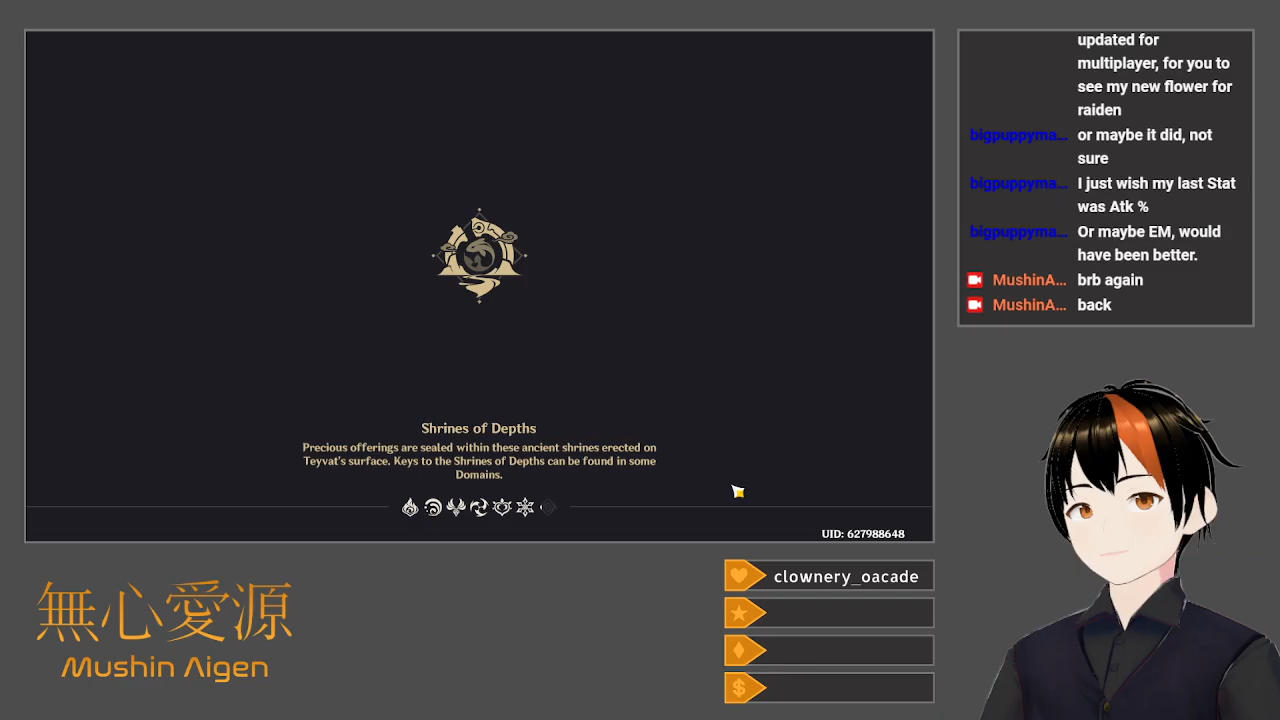 updated for
multiplayer, for you to
see my new flower for
raiden
bigpuppyma... or maybe it did, not
sure
bigpuppyma... I just wish my last Stat
was Atk %
bigpuppyma... Or maybe EM, would
have been better.
MushinA... brb again
MushinA... back
Shrines of Depths
Precious offerings are sealed within these ancient shrines erected on
Teyvat's surface. Keys to the Shrines of Depths can be found in some
Domains.
UID: 627988648
clownery_oacade
無心愛源
Mushin Aigen